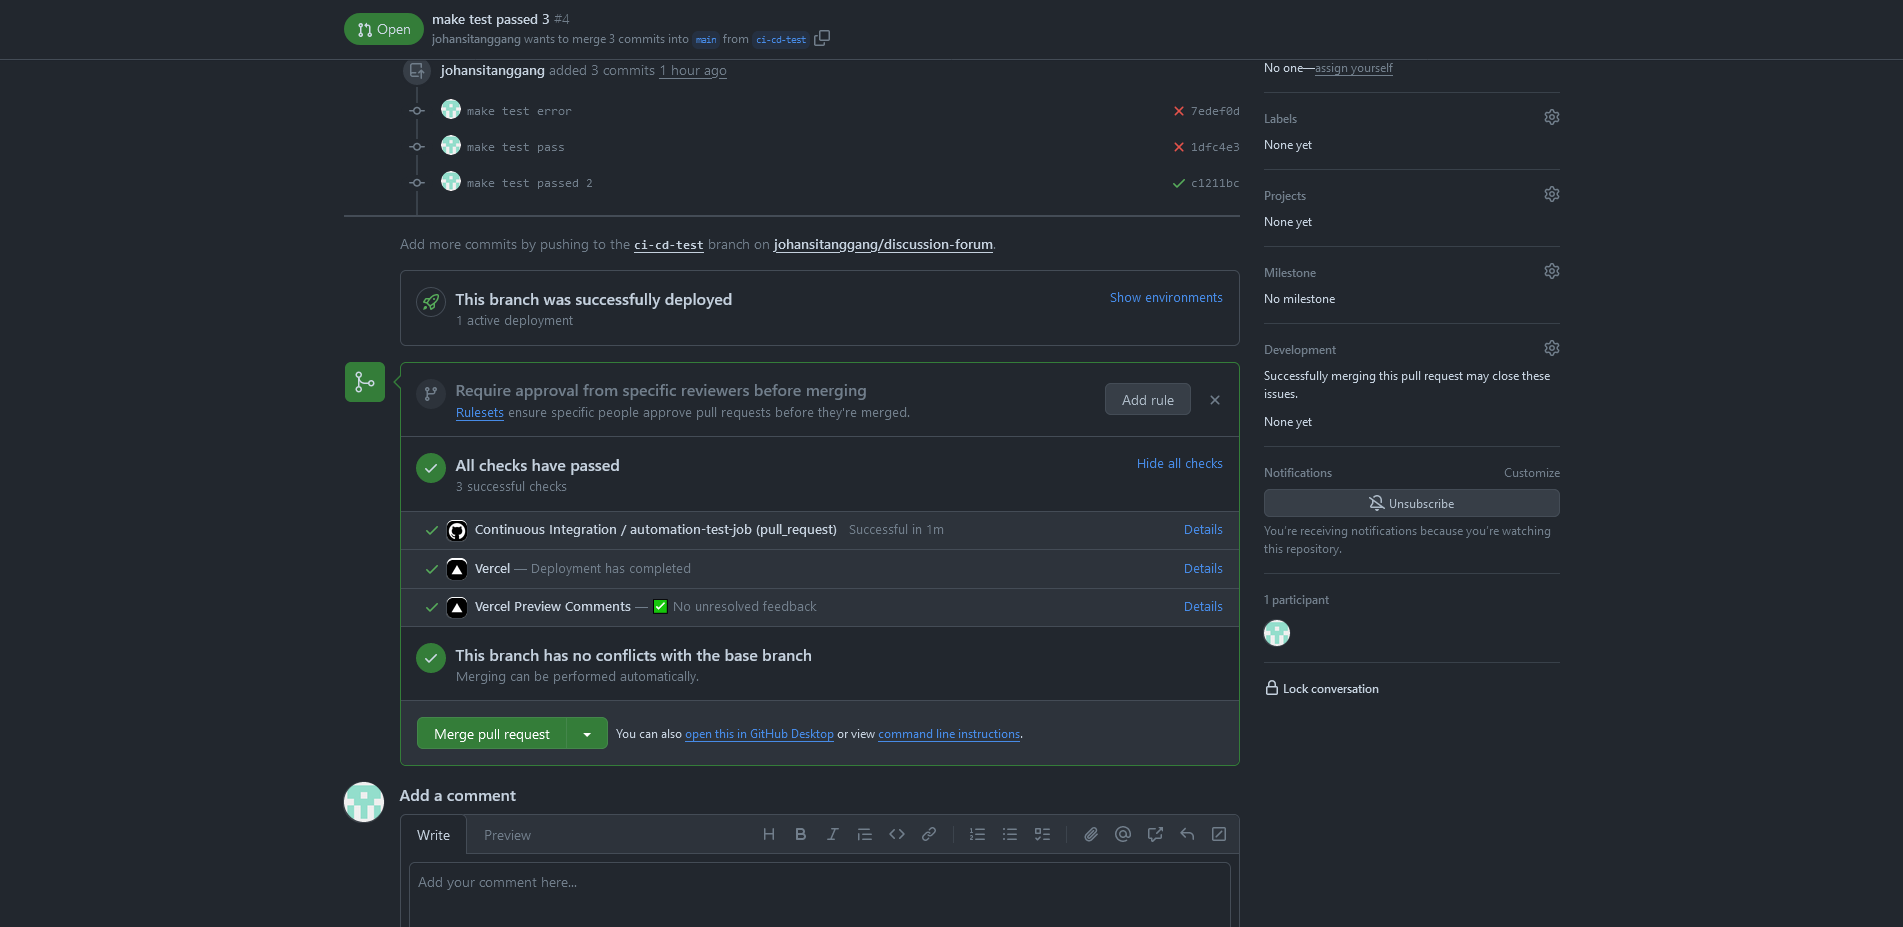 Open
make test passed 3 #4
johansitanggang wants to merge 3 commits into main from ci-cd-test
johansitanggang added 3 commits 1 hour ago
make test error 7edef0d
make test pass 1dfc4e3
make test passed 2 c1211bc
Add more commits by pushing to the ci-cd-test branch on johansitanggang/discussion-forum.
This branch was successfully deployed
1 active deployment
Show environments
Require approval from specific reviewers before merging
Rulesets ensure specific people approve pull requests before they're merged.
Add rule
All checks have passed
3 successful checks
Hide all checks
Continuous Integration / automation-test-job (pull_request) Successful in 1m Details
Vercel — Deployment has completed Details
Vercel Preview Comments — ✅ No unresolved feedback Details
This branch has no conflicts with the base branch
Merging can be performed automatically.
Merge pull request
You can also open this in GitHub Desktop or view command line instructions.
Add a comment
Write Preview
Add your comment here...
No one—assign yourself
Labels
None yet
Projects
None yet
Milestone
No milestone
Development
Successfully merging this pull request may close these
issues.
None yet
Notifications Customize
Unsubscribe
You're receiving notifications because you're watching
this repository.
1 participant
Lock conversation